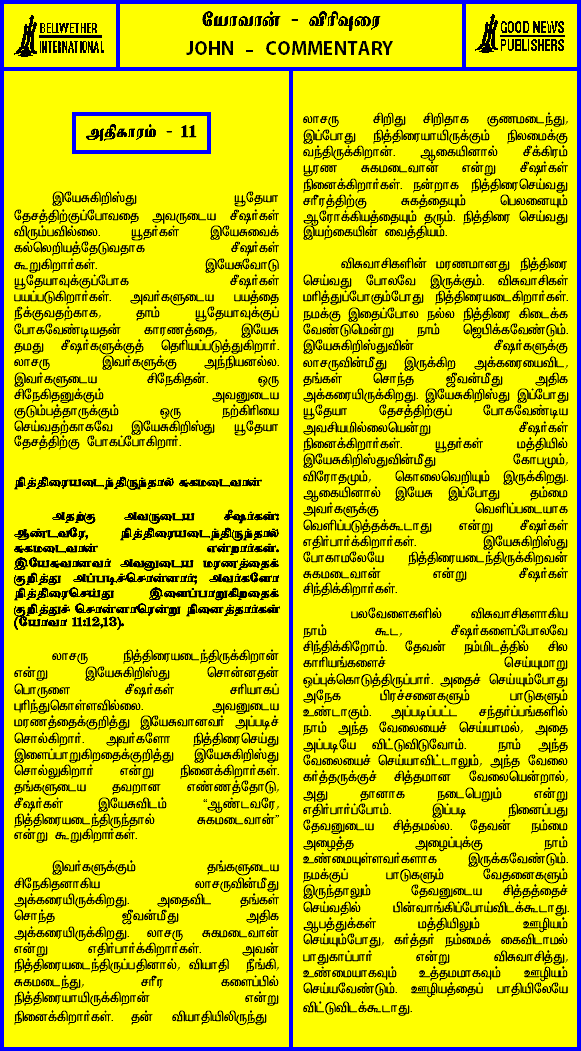 BELLWETHER
INTERNATIONAL
யோவான் - விரிவுரை
JOHN - COMMENTARY
GOOD NEWS
PUBLISHERS
அதிகாரம் - 11
இயேசுகிறிஸ்து யூதேயா
தேசத்திற்குப்போவதை அவருடைய சீஷர்கள்
விரும்பவில்லை. யூதர்கள் இயேசுவைக்
கல்லெறியத்தேடுவதாக சீஷர்கள்
கூறுகிறார்கள். இயேசுவோடு
யூதேயாவுக்குப்போக சீஷர்கள்
பயப்படுகிறார்கள். அவர்களுடைய பயத்தை
நீக்குவதற்காக, தாம் யூதேயாவுக்குப்
போகவேண்டியதன் காரணத்தை, இயேசு
தமது சீஷர்களுக்குத் தெரியப்படுத்துகிறார்.
லாசரு இவர்களுக்கு அந்நியனல்ல.
இவர்களுடைய சிநேகிதன். ஒரு
சிநேகிதனுக்கும் அவனுடைய
குடும்பத்தாருக்கும் ஒரு நற்கிரியை
செய்வதற்காகவே இயேசுகிறிஸ்து யூதேயா
தேசத்திற்கு போகப்போகிறார்.
நித்திரையடைந்திருந்தால் சுகமடைவான்
அதற்கு அவருடைய சீஷர்கள்:
ஆண்டவரே, நித்திரையடைந்திருந்தால்
சுகமடைவான் என்றார்கள்.
இயேசுவானவர் அவனுடைய மரணத்தைக்
குறித்து அப்படிச்சொன்னார்; அவர்களோ
நித்திரைசெய்து இளைப்பாறுகிறதைக்
குறித்துச் சொன்னாரென்று நினைத்தார்கள்
(யோவா 11:12,13).
லாசரு நித்திரையடைந்திருக்கிறான்
என்று இயேசுகிறிஸ்து சொன்னதன்
பொருளை சீஷர்கள் சரியாகப்
புரிந்துகொள்ளவில்லை. அவனுடைய
மரணத்தைக்குறித்து இயேசுவானவர் அப்படிச்
சொல்கிறார். அவர்களோ நித்திரைசெய்து
இளைப்பாறுகிறதைக்குறித்து இயேசுகிறிஸ்து
சொல்லுகிறார் என்று நினைக்கிறார்கள்.
தங்களுடைய தவறான எண்ணத்தோடு,
சீஷர்கள் இயேசுவிடம் “ஆண்டவரே,
நித்திரையடைந்திருந்தால் சுகமடைவான்”
என்று கூறுகிறார்கள்.
இவர்களுக்கும் தங்களுடைய
சிநேகிதனாகிய லாசருவின்மீது
அக்கரையிருக்கிறது. அதைவிட தங்கள்
சொந்த ஜீவன்மீது அதிக
அக்கரையிருக்கிறது. லாசரு சுகமடைவான்
என்று எதிர்பார்க்கிறார்கள். அவன்
நித்திரையடைந்திருப்பதினால், வியாதி நீங்கி,
சுகமடைந்து, சரீர களைப்பில்
நித்திரையாயிருக்கிறான் என்று
நினைக்கிறார்கள். தன் வியாதியிலிருந்து
லாசரு சிறிது சிறிதாக குணமடைந்து,
இப்போது நித்திரையாயிருக்கும் நிலமைக்கு
வந்திருக்கிறான். ஆகையினால் சீக்கிரம்
பூரண சுகமடைவான் என்று சீஷர்கள்
நினைக்கிறார்கள். நன்றாக நித்திரைசெய்வது
சரீரத்திற்கு சுகத்தையும் பெலனையும்
ஆரோக்கியத்தையும் தரும். நித்திரை செய்வது
இயற்கையின் வைத்தியம்.
விசுவாசிகளின் மரணமானது நித்திரை
செய்வது போலவே இருக்கும். விசுவாசிகள்
மரித்துப்போகும்போது நித்திரையடைகிறார்கள்.
நமக்கு இதைப்போல நல்ல நித்திரை கிடைக்க
வேண்டுமென்று நாம் ஜெபிக்கவேண்டும்.
இயேசுகிறிஸ்துவின் சீஷர்களுக்கு
லாசருவின்மீது இருக்கிற அக்கரையைவிட,
தங்கள் சொந்த ஜீவன்மீது அதிக
அக்கரையிருக்கிறது. இயேசுகிறிஸ்து இப்போது
யூதேயா தேசத்திற்குப் போகவேண்டிய
அவசியமில்லையென்று சீஷர்கள்
நினைக்கிறார்கள். யூதர்கள் மத்தியில்
இயேசுகிறிஸ்துவின்மீது கோபமும்,
விரோதமும், கொலைவெறியும் இருக்கிறது.
ஆகையினால் இயேசு இப்போது தம்மை
அவர்களுக்கு வெளிப்படையாக
வெளிப்படுத்தக்கூடாது என்று சீஷர்கள்
எதிர்பார்க்கிறார்கள். இயேசுகிறிஸ்து
போகாமலேயே நித்திரையடைந்திருக்கிறவன்
சுகமடைவான் என்று சீஷர்கள்
சிந்திக்கிறார்கள்.
பலவேளைகளில் விசுவாசிகளாகிய
நாம் கூட, சீஷர்களைப்போலவே
சிந்திக்கிறோம். தேவன் நம்மிடத்தில் சில
காரியங்களைச் செய்யுமாறு
ஒப்புக்கொடுத்திருப்பார். அதைச் செய்யும்போது
அநேக பிரச்சனைகளும் பாடுகளும்
உண்டாகும். அப்படிப்பட்ட சந்தர்ப்பங்களில்
நாம் அந்த வேலையைச் செய்யாமல், அதை
அப்படியே விட்டுவிடுவோம். நாம் அந்த
வேலையைச் செய்யாவிட்டாலும், அந்த வேலை
கர்த்தருக்குச் சித்தமான வேலையென்றால்,
அது தானாக நடைபெறும் என்று
எதிர்பார்ப்போம். இப்படி நினைப்பது
தேவனுடைய சித்தமல்ல. தேவன் நம்மை
அழைத்த அழைப்புக்கு நாம்
உண்மையுள்ளவர்களாக இருக்கவேண்டும்.
நமக்குப் பாடுகளும் வேதனைகளும்
இருந்தாலும் தேவனுடைய சித்தத்தைச்
செய்வதில் பின்வாங்கிப்போய்விடக்கூடாது.
ஆபத்துக்கள் மத்தியிலும் ஊழியம்
செய்யும்போது, கர்த்தர் நம்மைக் கைவிடாமல்
பாதுகாப்பார் என்று விசுவாசித்து,
உண்மையாகவும் உத்தமமாகவும் ஊழியம்
செய்யவேண்டும். ஊழியத்தைப் பாதியிலேயே
விட்டுவிடக்கூடாது.